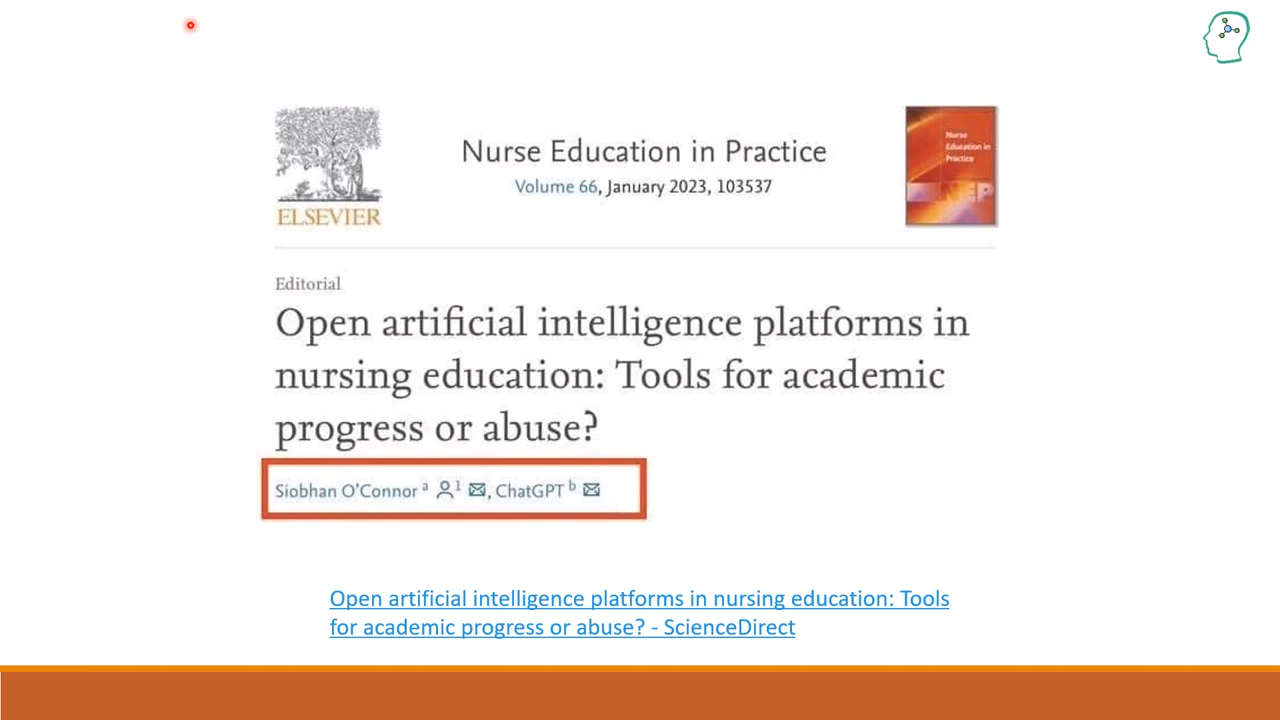 ELSEVIER
Nurse Education in Practice
Volume 66, January 2023, 103537
Nurse
Education in
Practice
NEP
Editorial
Open artificial intelligence platforms in
nursing education: Tools for academic
progress or abuse?
Siobhan O'Connor a 1 , ChatGPT b
Open artificial intelligence platforms in nursing education: Tools
for academic progress or abuse? - ScienceDirect